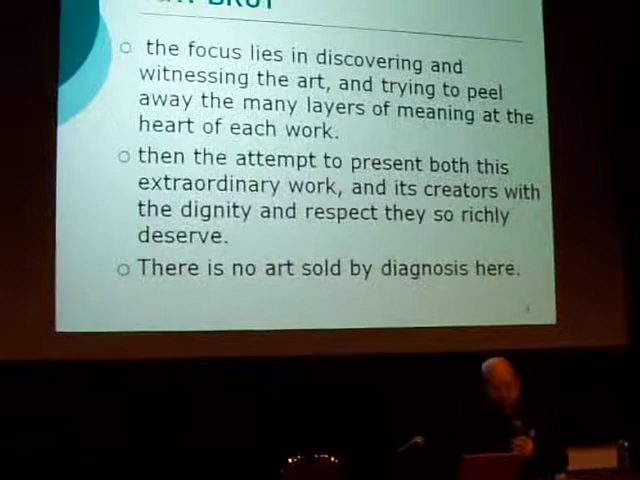 ART BRUT
the focus lies in discovering and
witnessing the art, and trying to peel
away the many layers of meaning at the
heart of each work.
then the attempt to present both this
extraordinary work, and its creators with
the dignity and respect they so richly
deserve.
There is no art sold by diagnosis here.